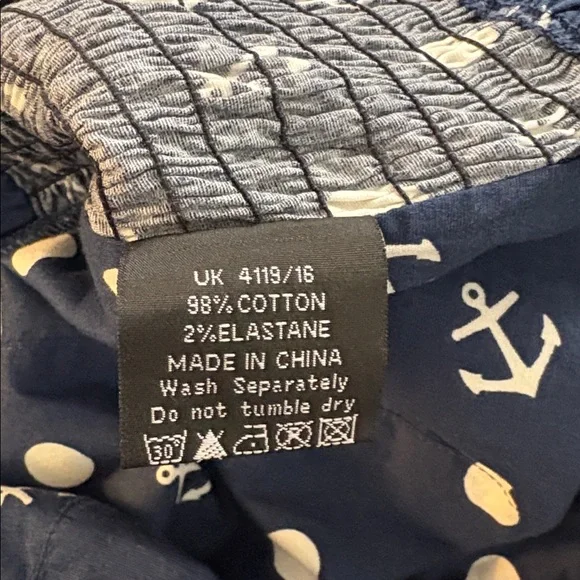 UK 4119/16
98% COTTON
2%ELASTANE
MADE IN CHINA
Wash Separately
Do not tumble dry
30°